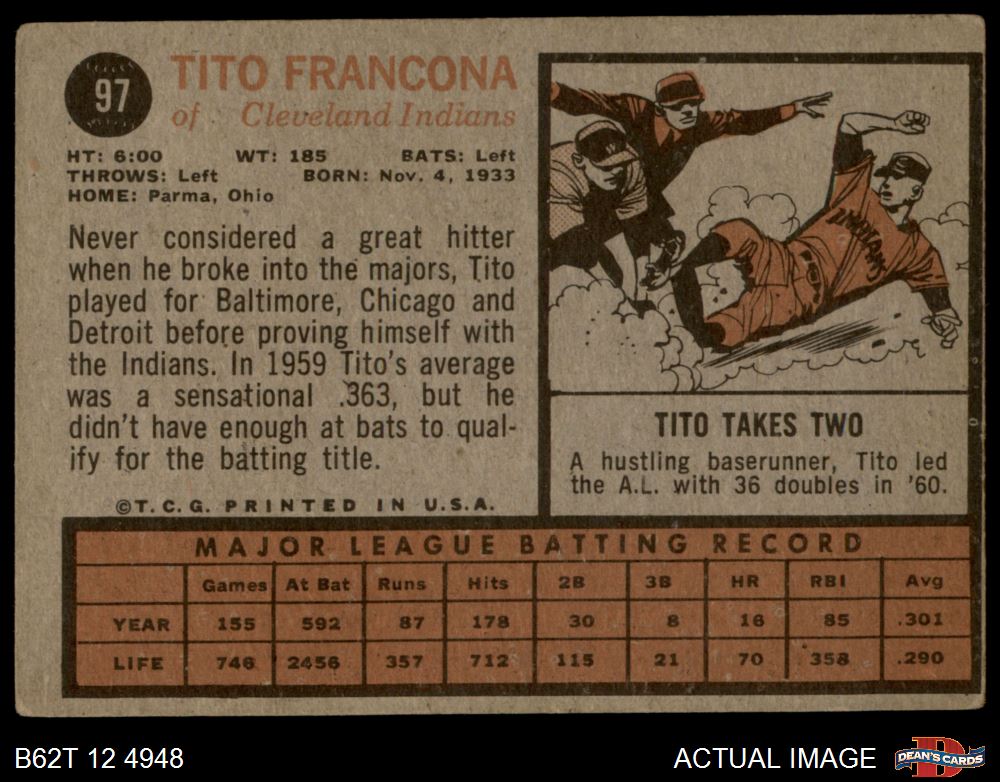 97
TITO FRANCONA
of Cleveland Indians
HT: 6:00 WT: 185 BATS: Left
THROWS: Left BORN: Nov. 4, 1933
HOME: Parma, Ohio
Never considered a great hitter
when he broke into the majors, Tito
played for Baltimore, Chicago and
Detroit before proving himself with
the Indians. In 1959 Tito's average
was a sensational .363, but he
didn't have enough at bats to qual-
ify for the batting title.
©T.C.G. PRINTED IN U.S.A.
W
INDIANS
TITO TAKES TWO
A hustling baserunner, Tito led
the A.L. with 36 doubles in '60.
MAJOR LEAGUE BATTING RECORD
Games At Bat Runs Hits 2B 3B HR RBI Avg
YEAR 155 592 87 178 30 8 16 85 .301
LIFE 746 2456 357 712 115 21 70 358 .290
B62T 12 4948
ACTUAL IMAGE
D
DEAN'S CARDS